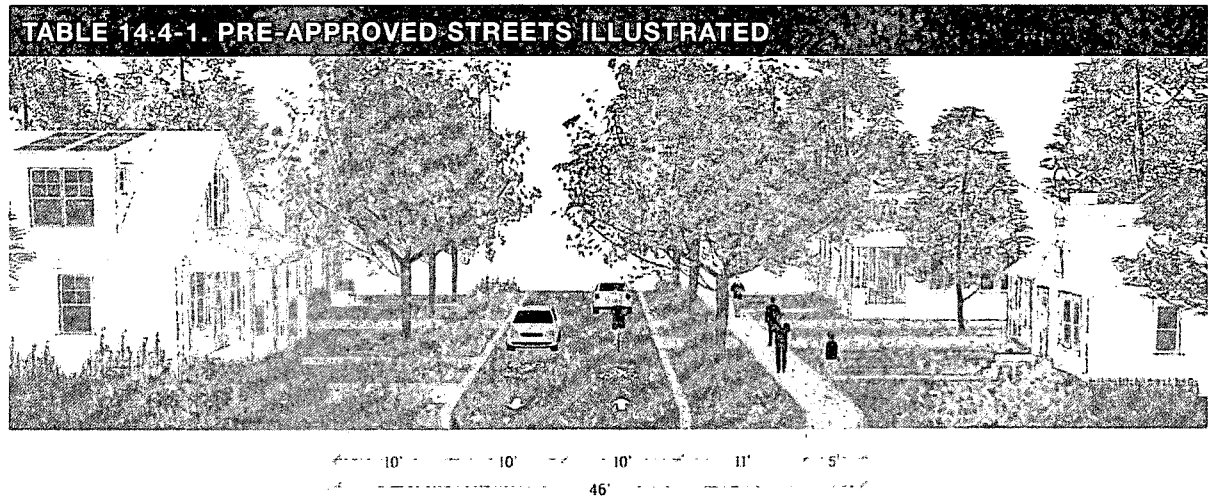 TABLE 14.4-1. PRE-APPROVED STREETS ILLUSTRATED
10' 10' 10' 11' 5'
46'